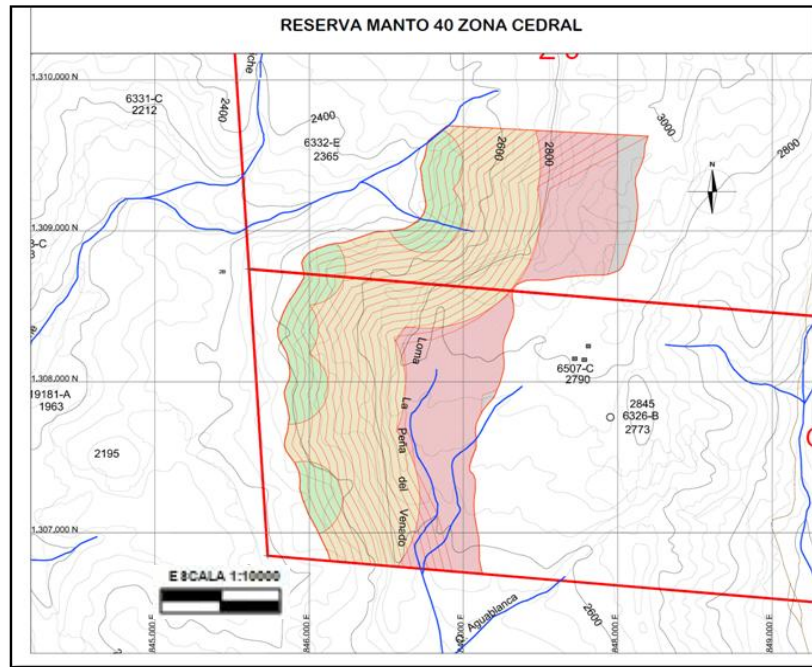 RESERVA MANTO 40 ZONA CEDRAL
1,310,000 N
2400
6331-C
2212
2400
6332-E
2365
2600
2800
3000
2800
N
1,309,000 N
Loma
La Peña del Venado
6507-C
2790
1,308,000 N
19181-A
1963
2845
6326-B
2773
2195
1,307,000 N
ESCALA 1:10000
Q. Aguablanca
2600
845,000 E
846,000 E
848,000 E
849,000 E